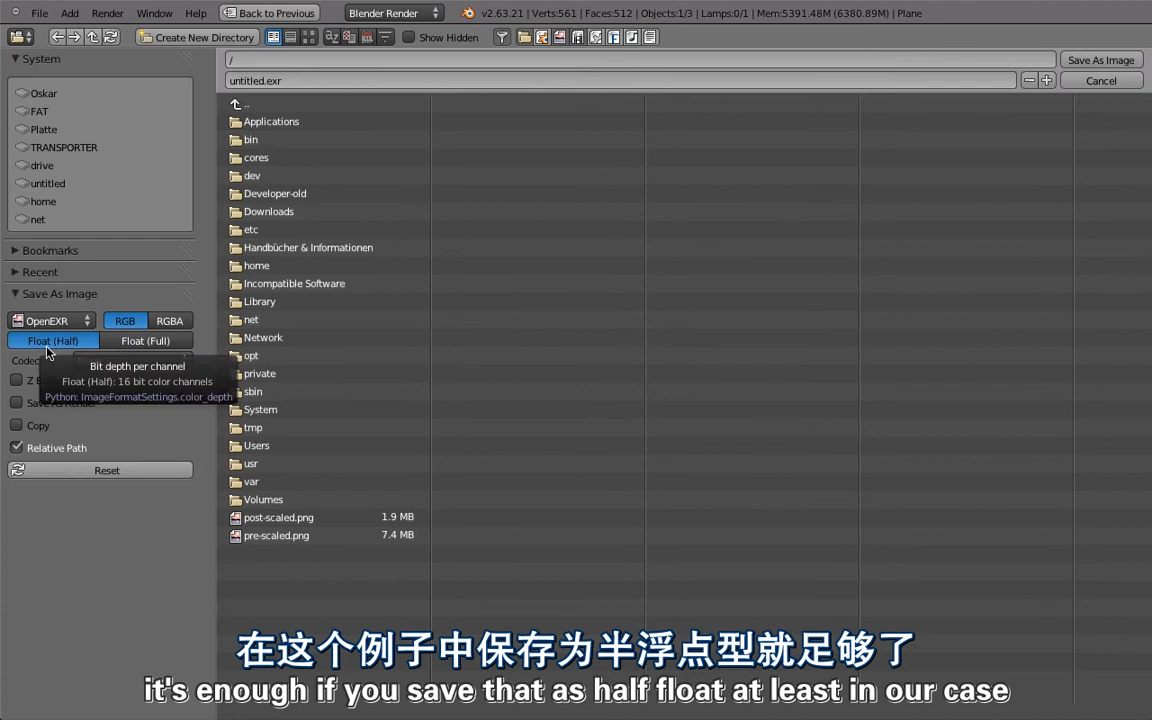 File Add Render Window Help Back to Previous Blender Render v2.63.21 | Verts:561 | Faces:512 | Objects:1/3 | Lamps:0/1 | Mem:5391.48M (6380.89M) | Plane
Create New Directory Show Hidden
System
Oskar
FAT
Platte
TRANSPORTER
drive
untitled
home
net
Bookmarks
Recent
Save As Image
OpenEXR RGB RGBA
Float (Half) Float (Full)
Codec
Bit depth per channel
Float (Half): 16 bit color channels
Python: ImageFormatSettings.color_depth
Copy
Relative Path
Reset
/ Save As Image
untitled.exr Cancel
..
Applications
bin
cores
dev
Developer-old
Downloads
etc
Handbücher & Informationen
home
Incompatible Software
Library
net
Network
opt
private
sbin
System
tmp
Users
usr
var
Volumes
post-scaled.png 1.9 MB
pre-scaled.png 7.4 MB
在这个例子中保存为半浮点型就足够了
it's enough if you save that as half float at least in our case